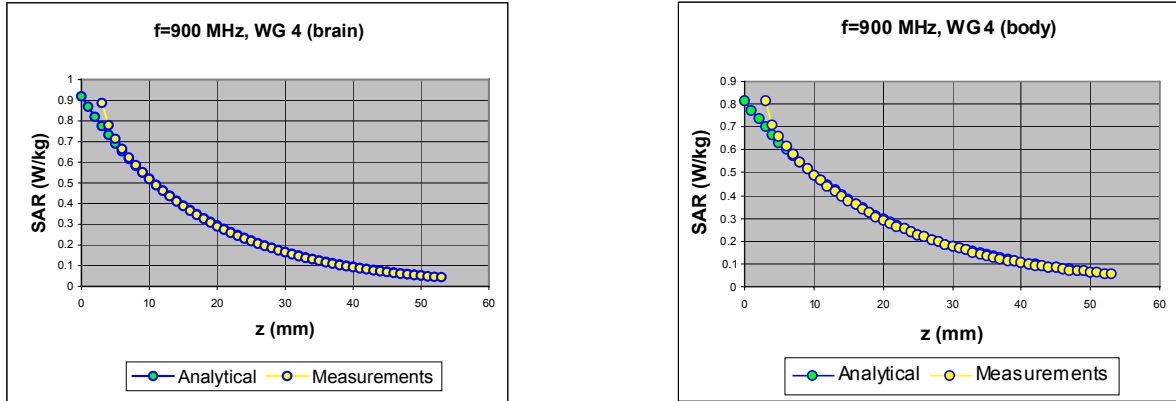 f=900 MHz, WG 4 (brain)
SAR (W/kg)
1
0.9
0.8
0.7
0.6
0.5
0.4
0.3
0.2
0.1
0
0 10 20 30 40 50 60
z (mm)
Analytical Measurements
f=900 MHz, WG 4 (body)
SAR (W/kg)
0.9
0.8
0.7
0.6
0.5
0.4
0.3
0.2
0.1
0
0 10 20 30 40 50 60
z (mm)
Analytical Measurements